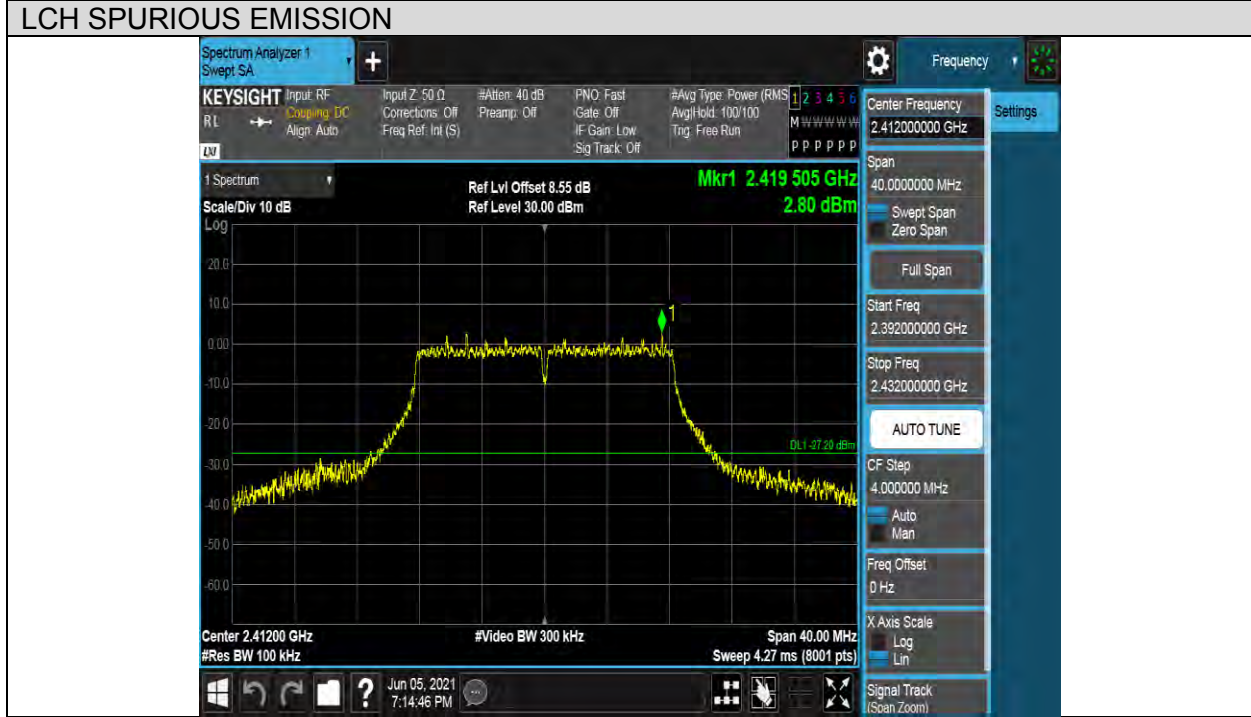 LCH SPURIOUS EMISSION
Spectrum Analyzer 1
Swept SA
+
Frequency
KEYSIGHT
RL
LXI
Input: RF
Coupling: DC
Align: Auto
Input Z: 50 Ω
Corrections: Off
Freq Ref: Int (S)
#Atten: 40 dB
Preamp: Off
PNO: Fast
Gate: Off
IF Gain: Low
Sig Track: Off
#Avg Type: Power (RMS
Avg|Hold: 100/100
Trig: Free Run
1 2 3 4 5 6
M W W W W W
P P P P P P
1 Spectrum
Scale/Div 10 dB
Ref Lvl Offset 8.55 dB
Ref Level 30.00 dBm
Mkr1 2.419 505 GHz
2.80 dBm
Log
20.0
10.0
0.00
-10.0
-20.0
-30.0
-40.0
-50.0
-60.0
1
DL1 -27.20 dBm
Center 2.41200 GHz
#Res BW 100 kHz
#Video BW 300 kHz
Span 40.00 MHz
Sweep 4.27 ms (8001 pts)
Center Frequency
2.412000000 GHz
Settings
Span
40.0000000 MHz
Swept Span
Zero Span
Full Span
Start Freq
2.392000000 GHz
Stop Freq
2.432000000 GHz
AUTO TUNE
CF Step
4.000000 MHz
Auto
Man
Freq Offset
0 Hz
X Axis Scale
Log
Lin
Signal Track
(Span Zoom)
?
Jun 05, 2021
7:14:46 PM